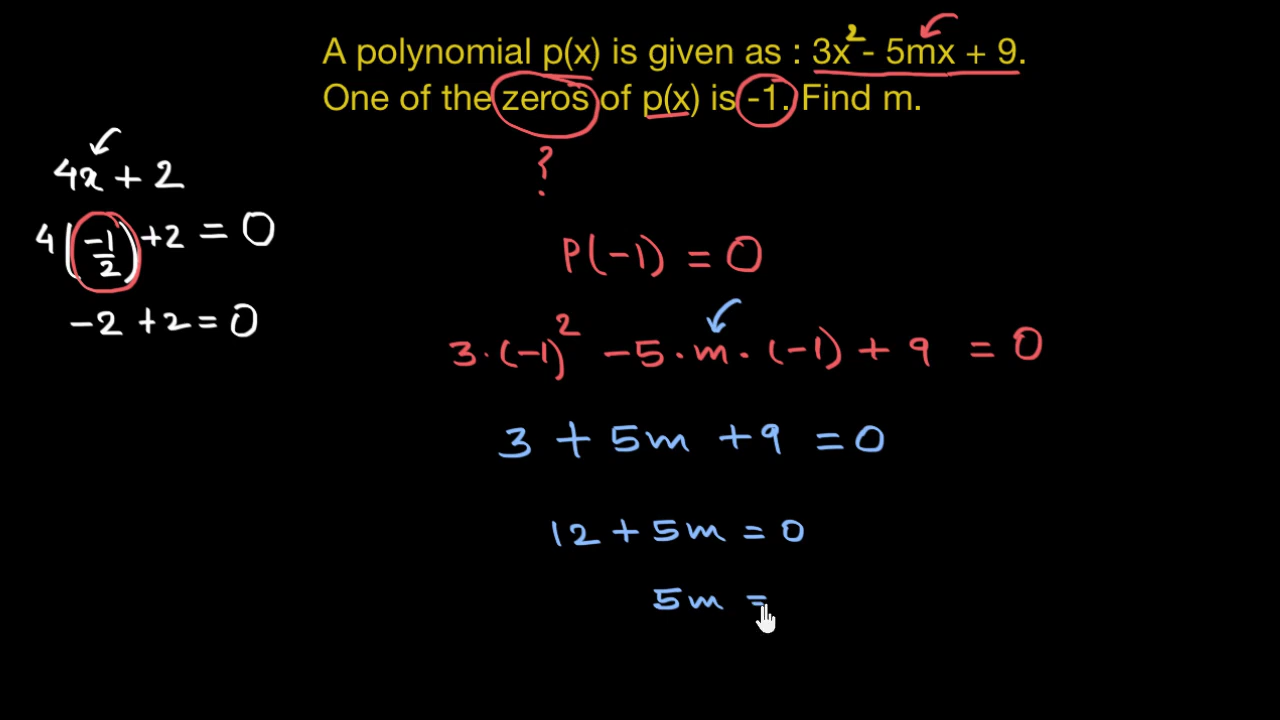 A polynomial p(x) is given as : 3x² - 5mx + 9.
One of the zeros of p(x) is -1. Find m.
?
4x + 2
4(-1/2) + 2 = 0
-2 + 2 = 0
P(-1) = 0
3·(-1)² - 5·m·(-1) + 9 = 0
3 + 5m + 9 = 0
12 + 5m = 0
5m =